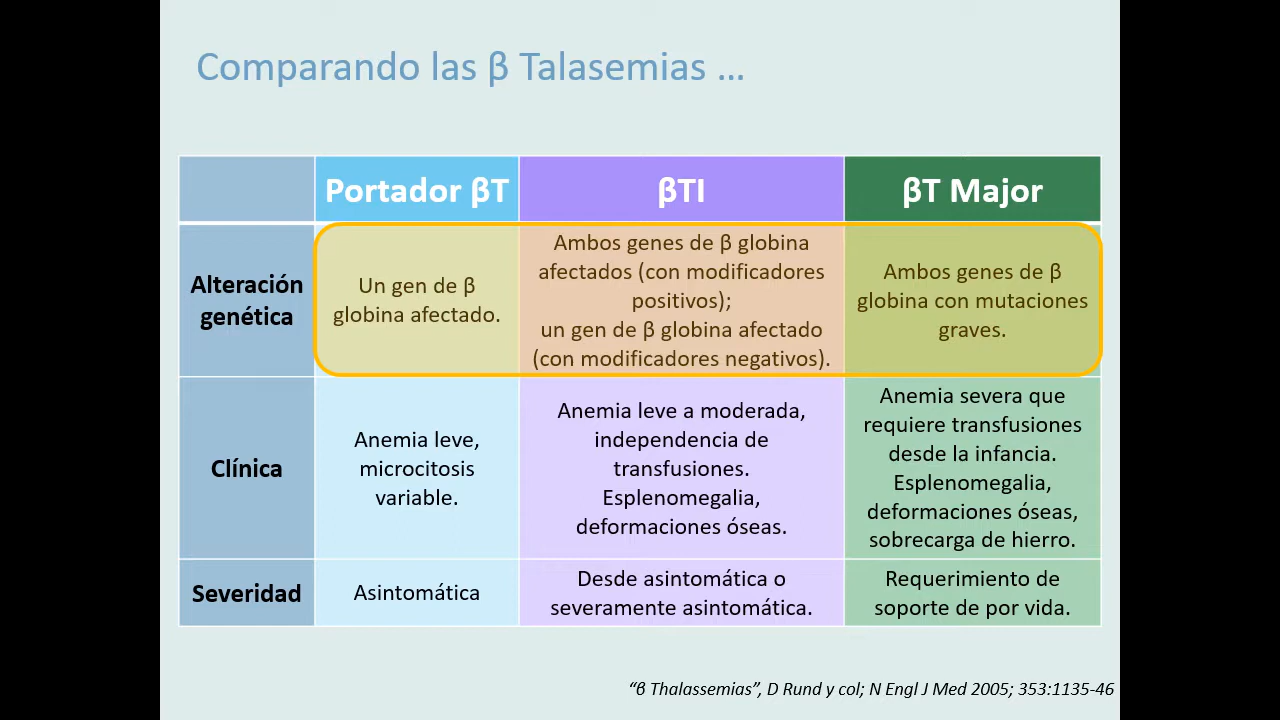 Comparando las β Talasemias ...
Portador βT
βTI
βT Major
Alteración
genética
Un gen de β
globina afectado.
Ambos genes de β globina
afectados (con modificadores
positivos);
un gen de β globina afectado
(con modificadores negativos).
Ambos genes de β
globina con mutaciones
graves.
Clínica
Anemia leve,
microcitosis
variable.
Anemia leve a moderada,
independencia de
transfusiones.
Esplenomegalia,
deformaciones óseas.
Anemia severa que
requiere transfusiones
desde la infancia.
Esplenomegalia,
deformaciones óseas,
sobrecarga de hierro.
Severidad
Asintomática
Desde asintomática o
severamente asintomática.
Requerimiento de
soporte de por vida.
“β Thalassemias”, D Rund y col; N Engl J Med 2005; 353:1135-46